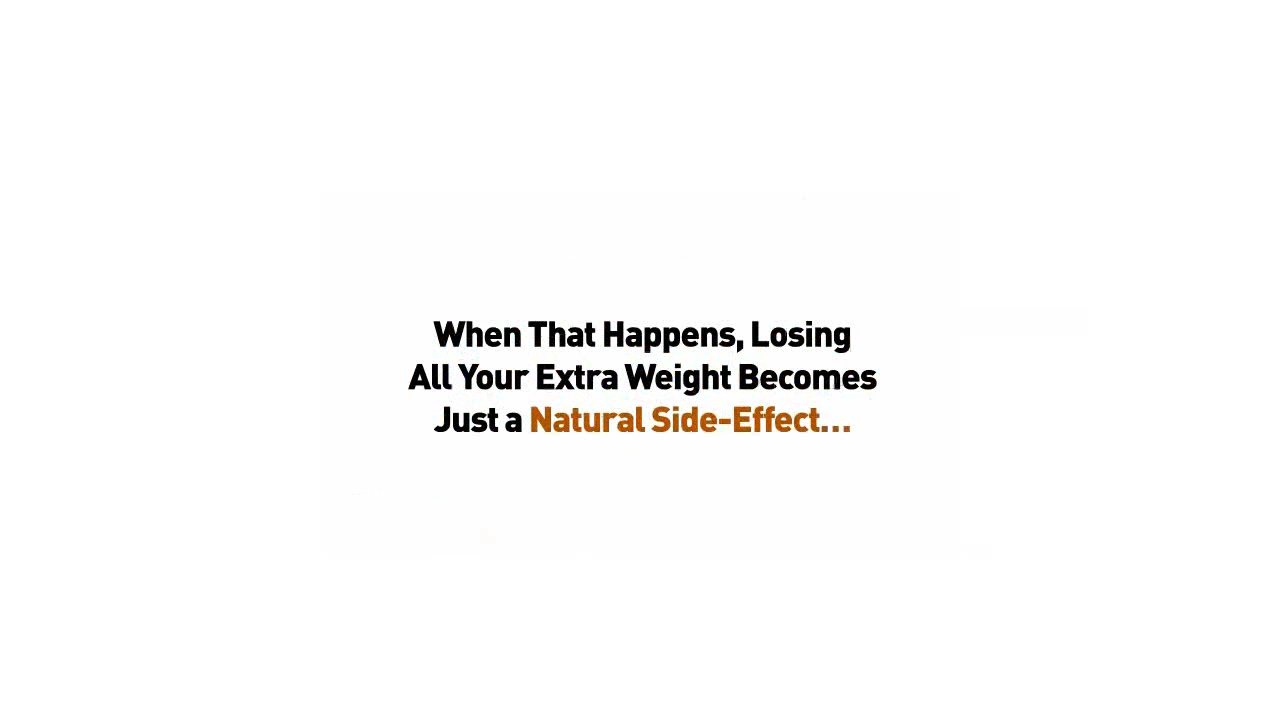 When That Happens, Losing
All Your Extra Weight Becomes
Just a Natural Side-Effect...